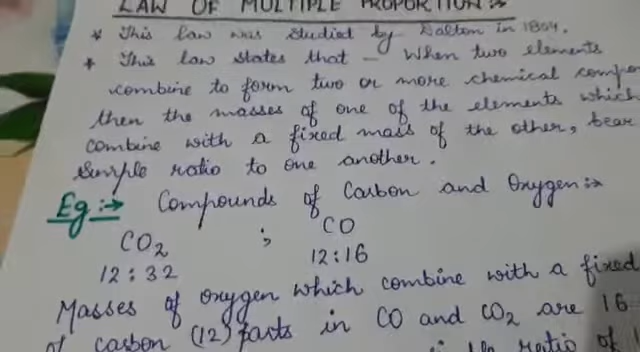 LAW OF MULTIPLE PROPORTION :→
* This law was studied by Dalton in 1804.
* This law states that – When two elements
combine to form two or more chemical compou
then the masses of one of the elements which
combine with a fixed mass of the other, bear
simple ratio to one another.
Eg:→ Compounds of Carbon and Oxygen :→
CO2 ; CO
12:32 12:16
Masses of oxygen which combine with a fixed
of carbon (12) parts in CO and CO2 are 16
ratio of